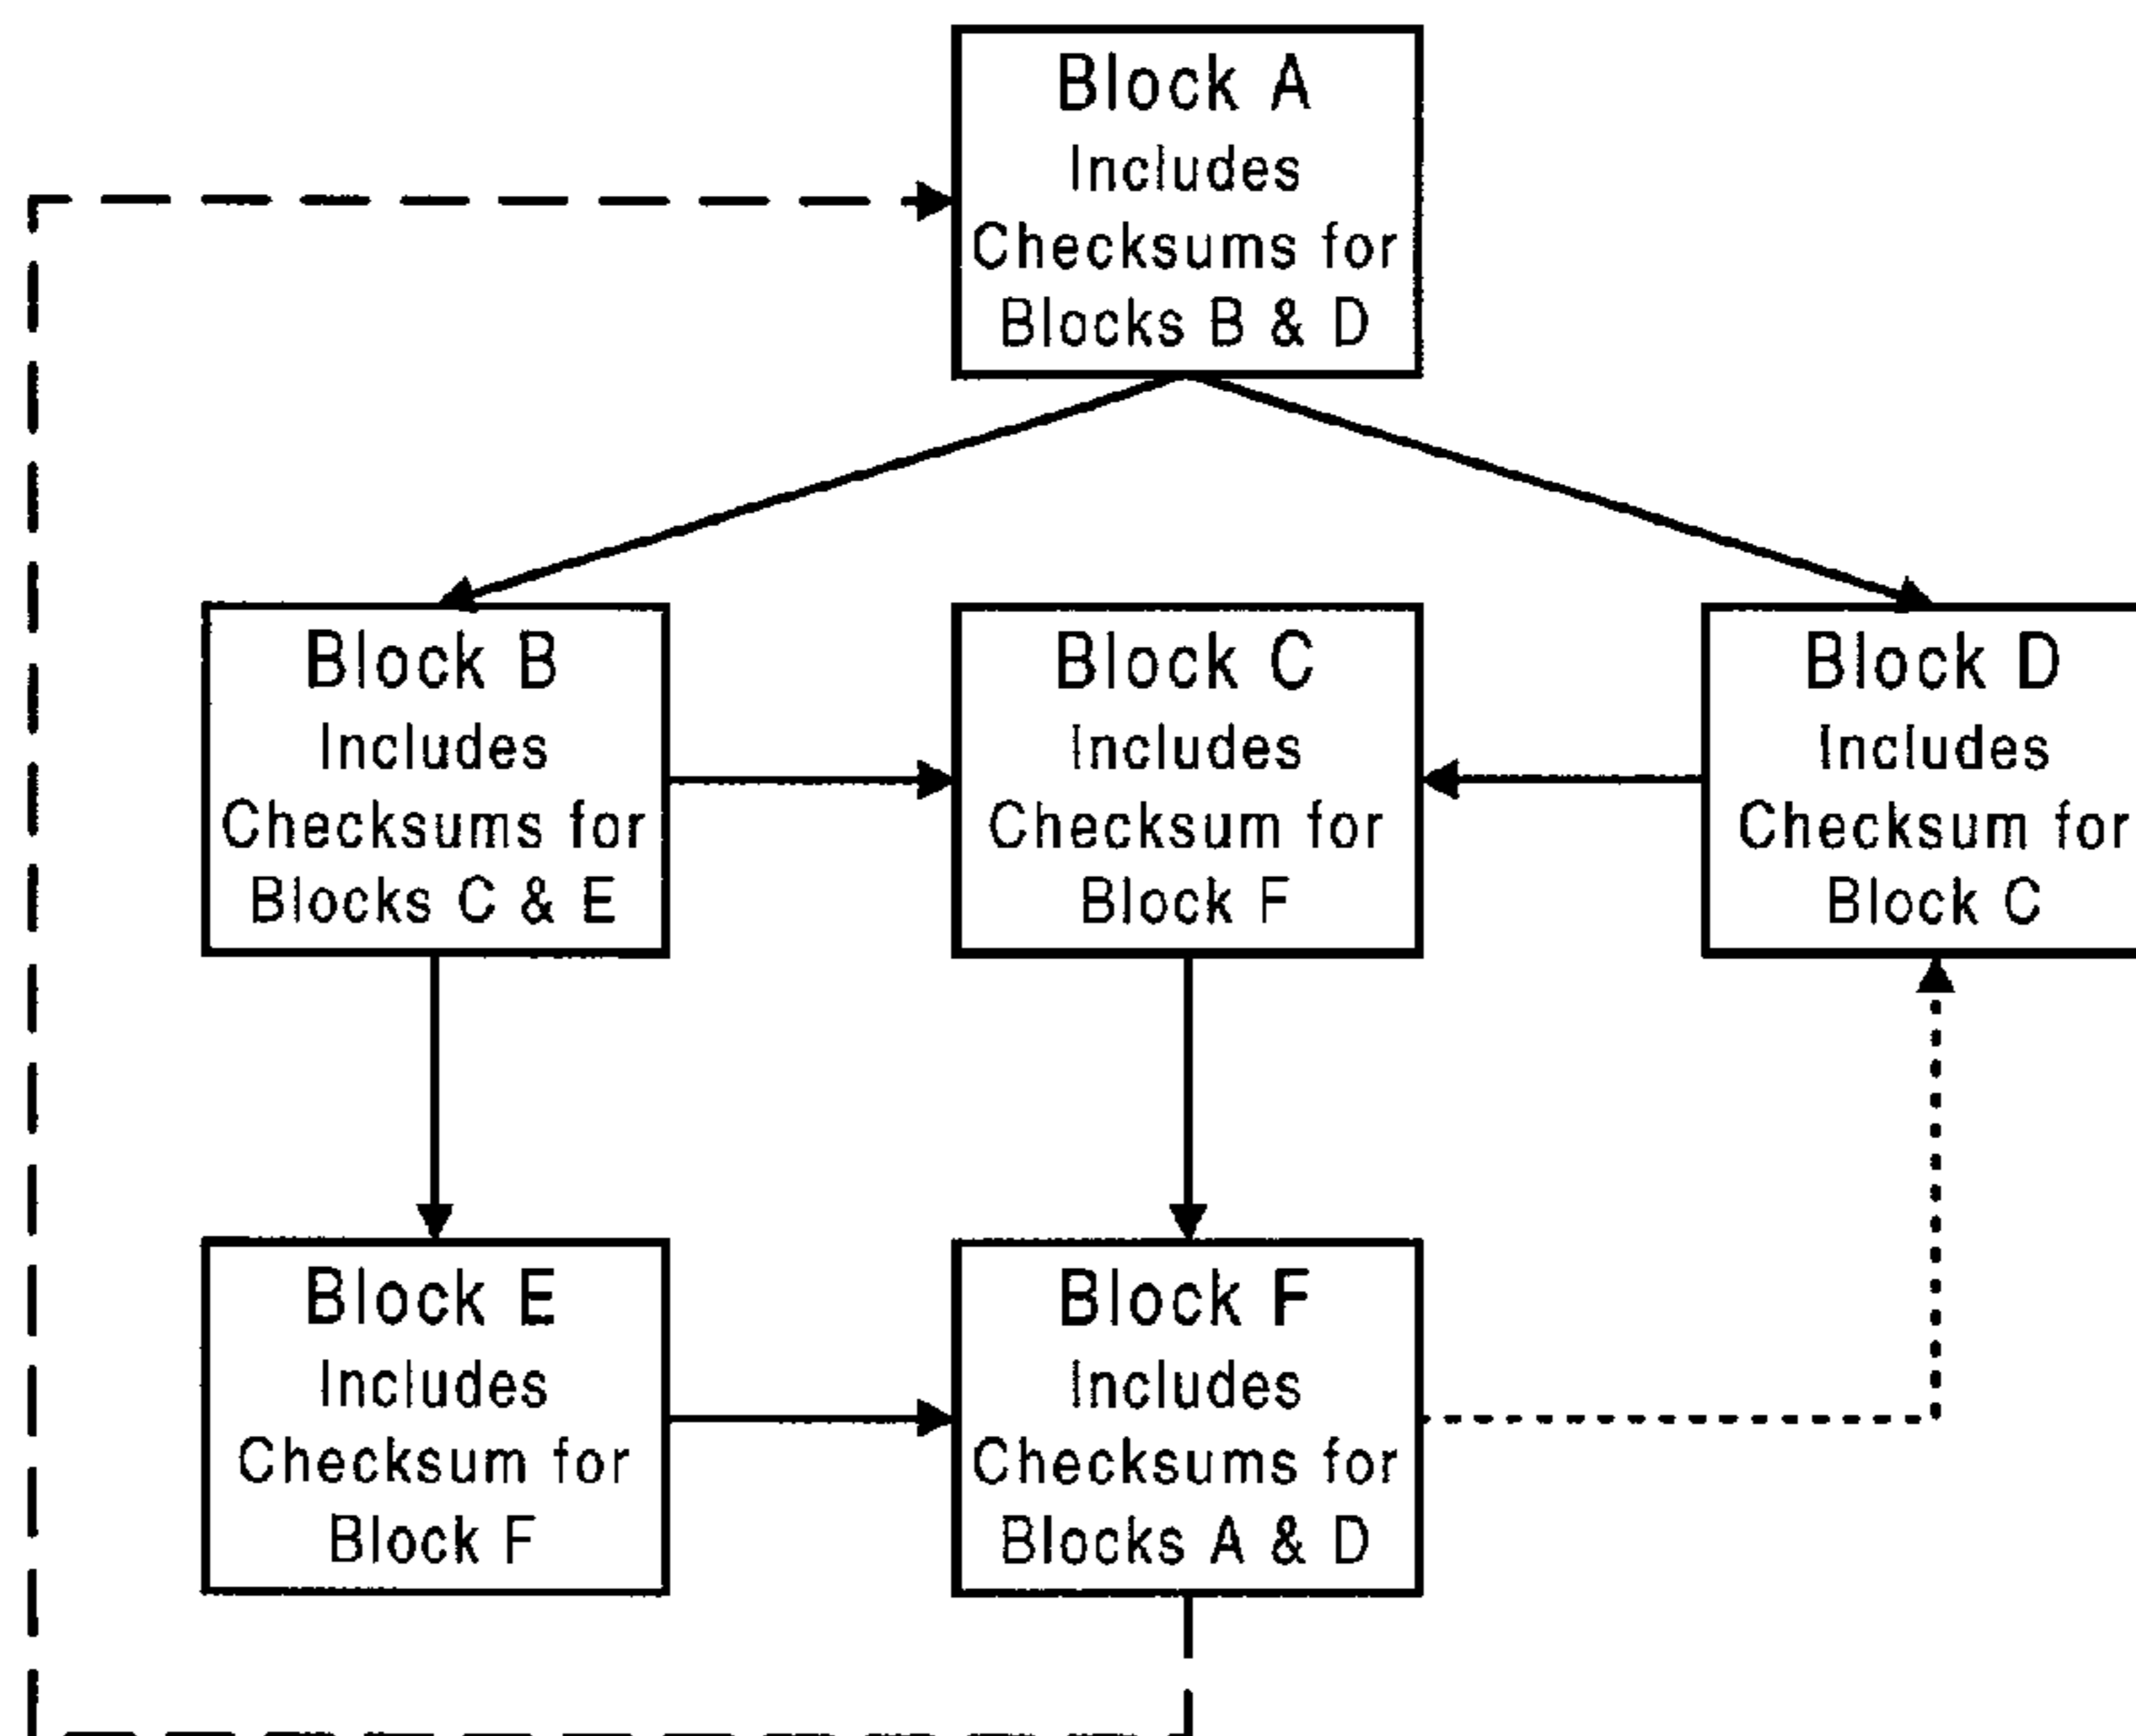 Block A
Includes
Checksums for
Blocks B & D
Block B
Includes
Checksums for
Blocks C & E
Block C
Includes
Checksum for
Block F
Block D
Includes
Checksum for
Block C
Block E
Includes
Checksum for
Block F
Block F
Includes
Checksums for
Blocks A & D